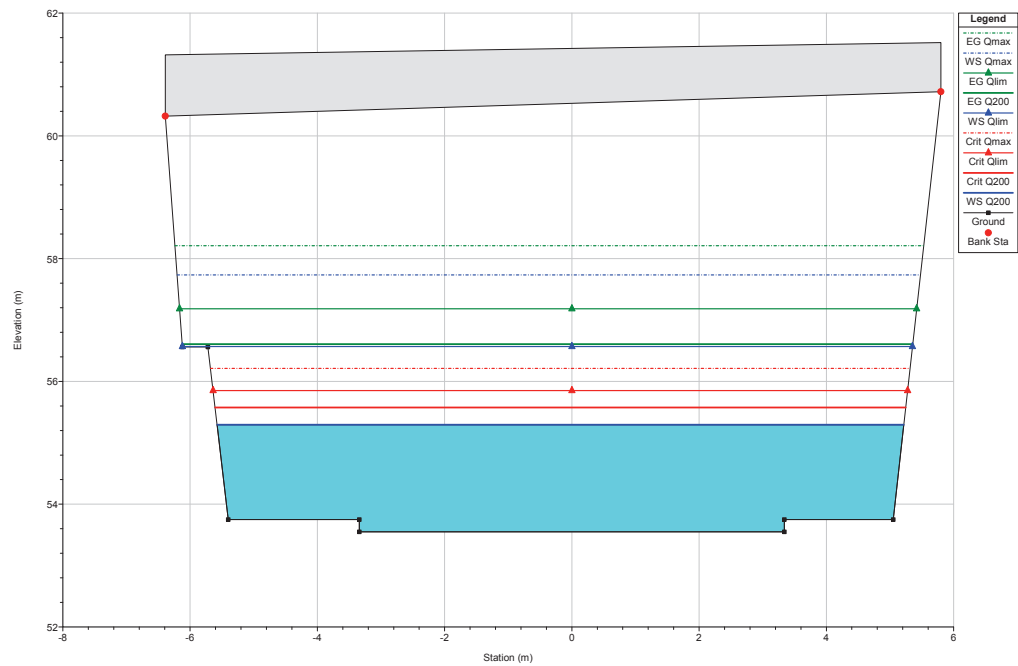 62
60
58
56
54
52
Elevation (m)
-8
-6
-4
-2
0
2
4
6
Station (m)
Legend
EG Qmax
WS Qmax
EG Qlim
EG Q200
WS Qlim
Crit Qmax
Crit Qlim
Crit Q200
WS Q200
Ground
Bank Sta